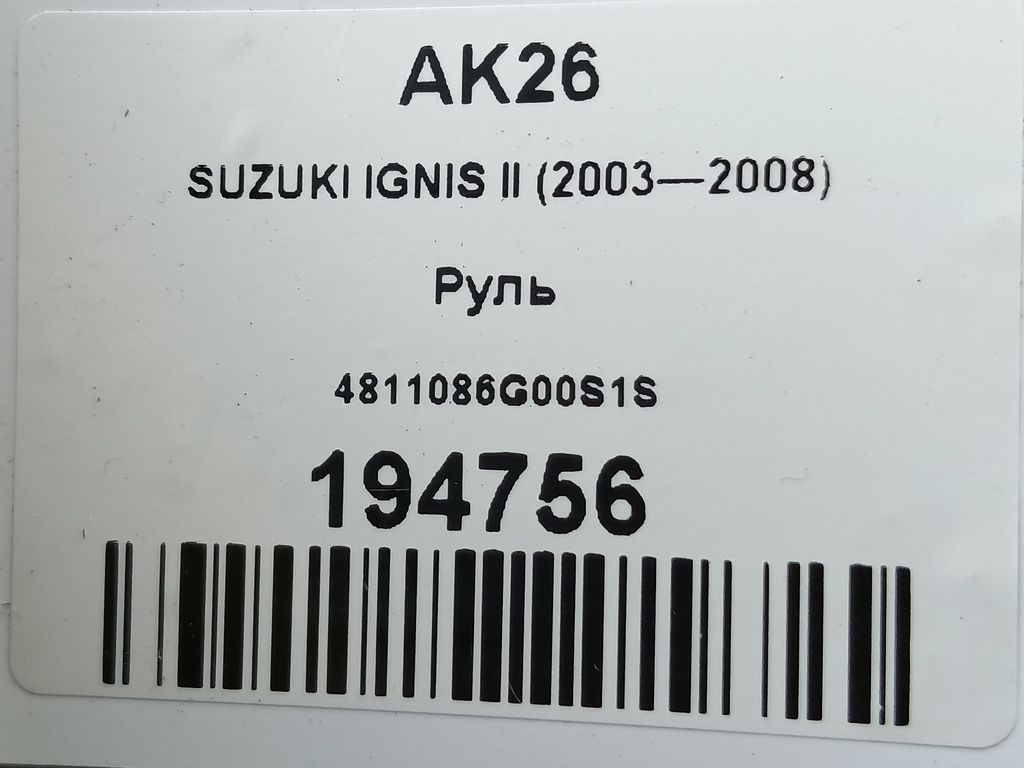 AK26
SUZUKI IGNIS II (2003—2008)
Руль
4811086G00S1S
194756